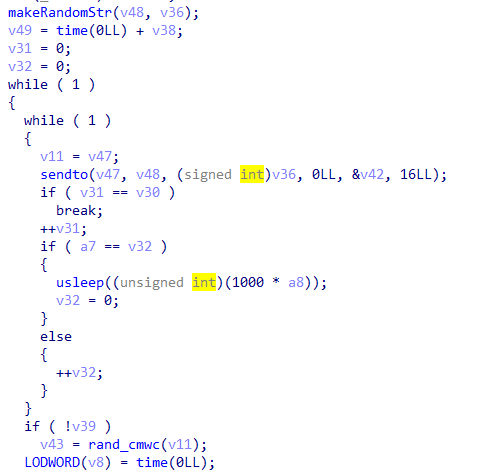 makeRandomStr(v48, v36);
v49 = time(0LL) + v38;
v31 = 0;
v32 = 0;
while ( 1 )
{
while ( 1 )
{
v11 = v47;
sendto(v47, v48, (signed int)v36, 0LL, &v42, 16LL);
if ( v31 == v30 )
break;
++v31;
if ( a7 == v32 )
{
usleep((unsigned int)(1000 * a8));
v32 = 0;
}
else
{
++v32;
}
}
if ( !v39 )
v43 = rand_cmwc(v11);
LODWORD(v8) = time(0LL);